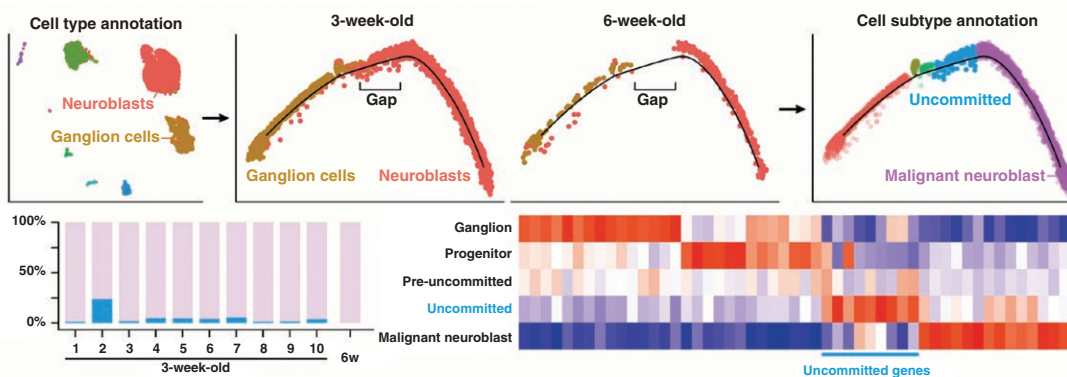 Cell type annotation
3-week-old
6-week-old
Cell subtype annotation
Neuroblasts
Ganglion cells
Gap
Ganglion cells
Neuroblasts
Gap
Uncommitted
Malignant neuroblast
100%
50%
0%
1 2 3 4 5 6 7 8 9 10 6w
3-week-old
Ganglion
Progenitor
Pre-uncommitted
Uncommitted
Malignant neuroblast
Uncommitted genes